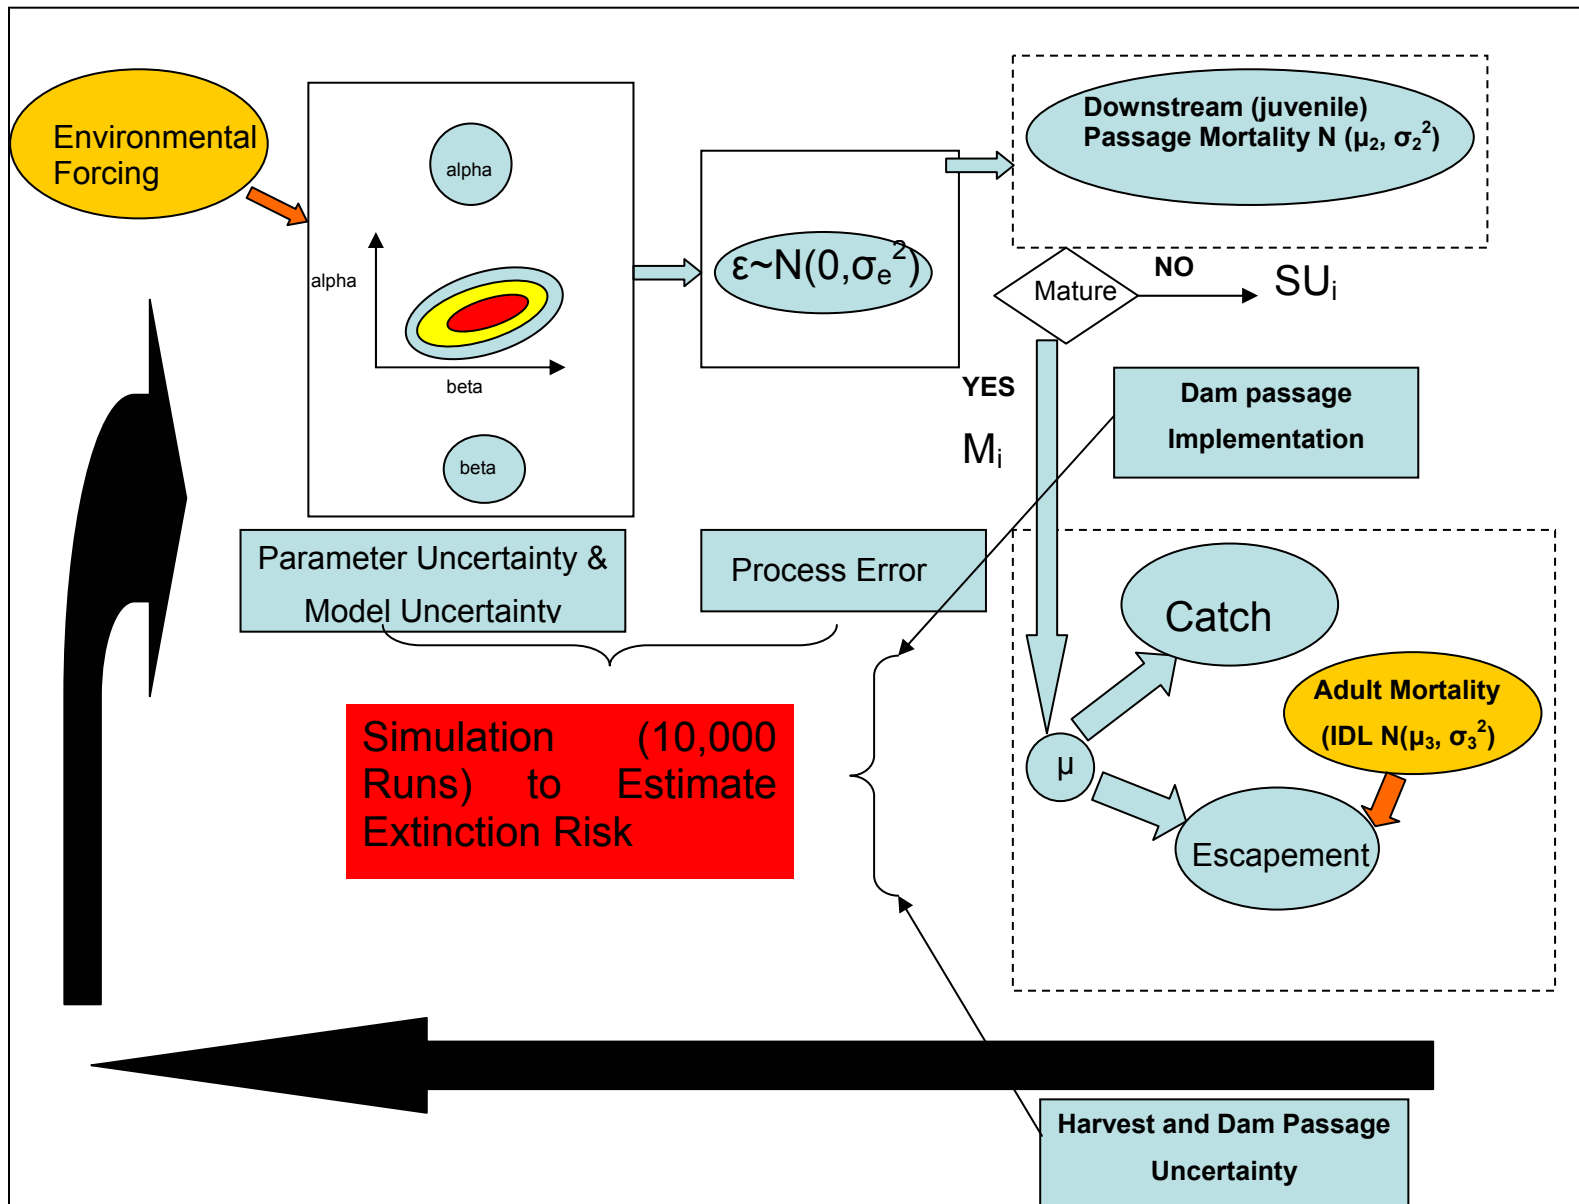 Environmental
Forcing
alpha
alpha
beta
beta
ε~N(0,σe²)
Downstream (juvenile)
Passage Mortality N (μ₂, σ₂²)
Mature
NO
SUᵢ
YES
Mᵢ
Dam passage
Implementation
Parameter Uncertainty &
Model Uncertainty
Process Error
Catch
Adult Mortality
(IDL N(μ₃, σ₃²)
μ
Escapement
Simulation (10,000
Runs) to Estimate
Extinction Risk
Harvest and Dam Passage
Uncertainty